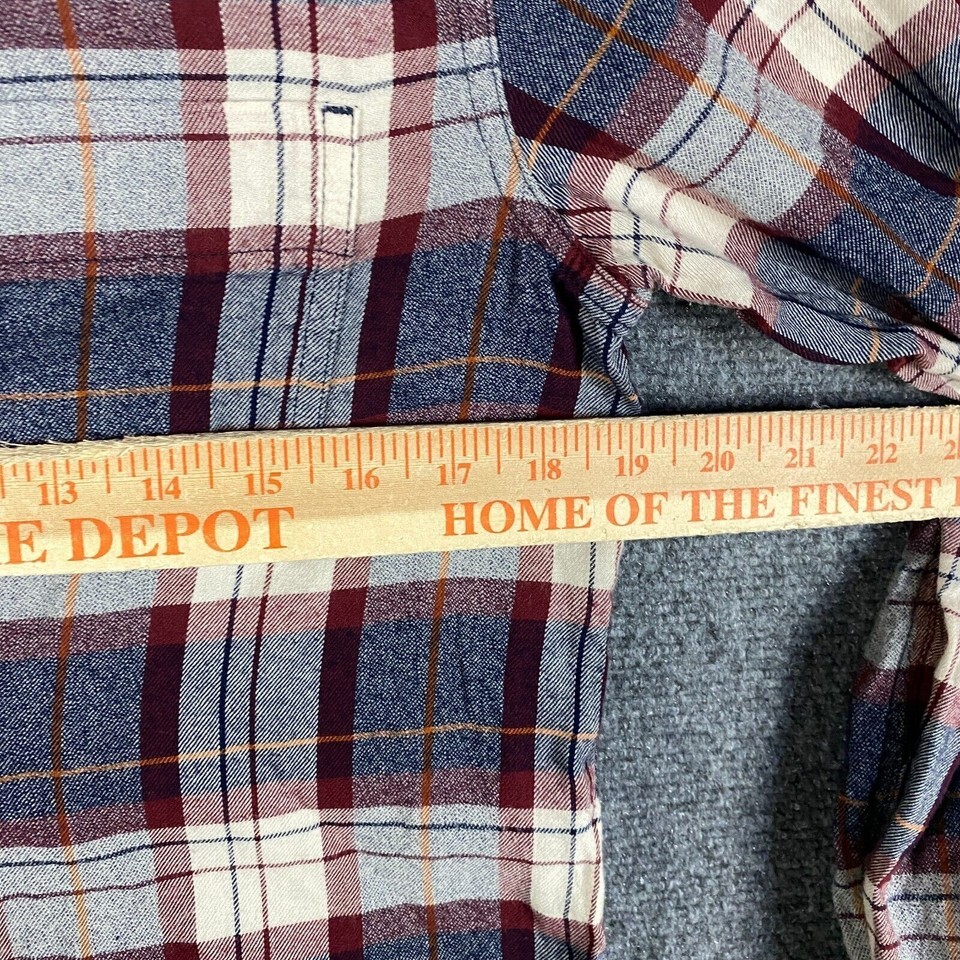 13 14 15 16 17 18 19 20 21 22
E DEPOT HOME OF THE FINEST